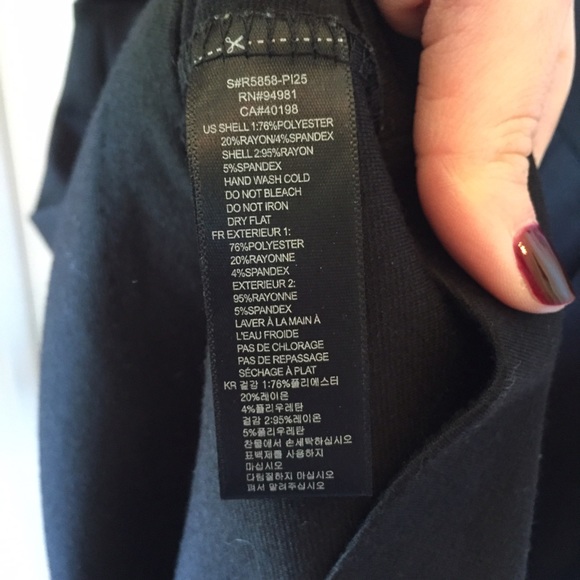 S#R5858-PI25
RN#94981
CA#40198
US SHELL 1:76%POLYESTER
20%RAYON/4%SPANDEX
SHELL 2:95%RAYON
5%SPANDEX
HAND WASH COLD
DO NOT BLEACH
DO NOT IRON
DRY FLAT
FR EXTERIEUR 1:
76%POLYESTER
20%RAYONNE
4%SPANDEX
EXTERIEUR 2:
95%RAYONNE
5%SPANDEX
LAVER À LA MAIN À
L'EAU FROIDE
PAS DE CHLORAGE
PAS DE REPASSAGE
SÉCHAGE À PLAT
KR 겉감 1:76%폴리에스터
20%레이온
4%폴리우레탄
겉감 2:95%레이온
5%폴리우레탄
찬물에서 손세탁하십시오
표백제를 사용하지
마십시오
다림질하지 마십시오
펴서 말려주십시오